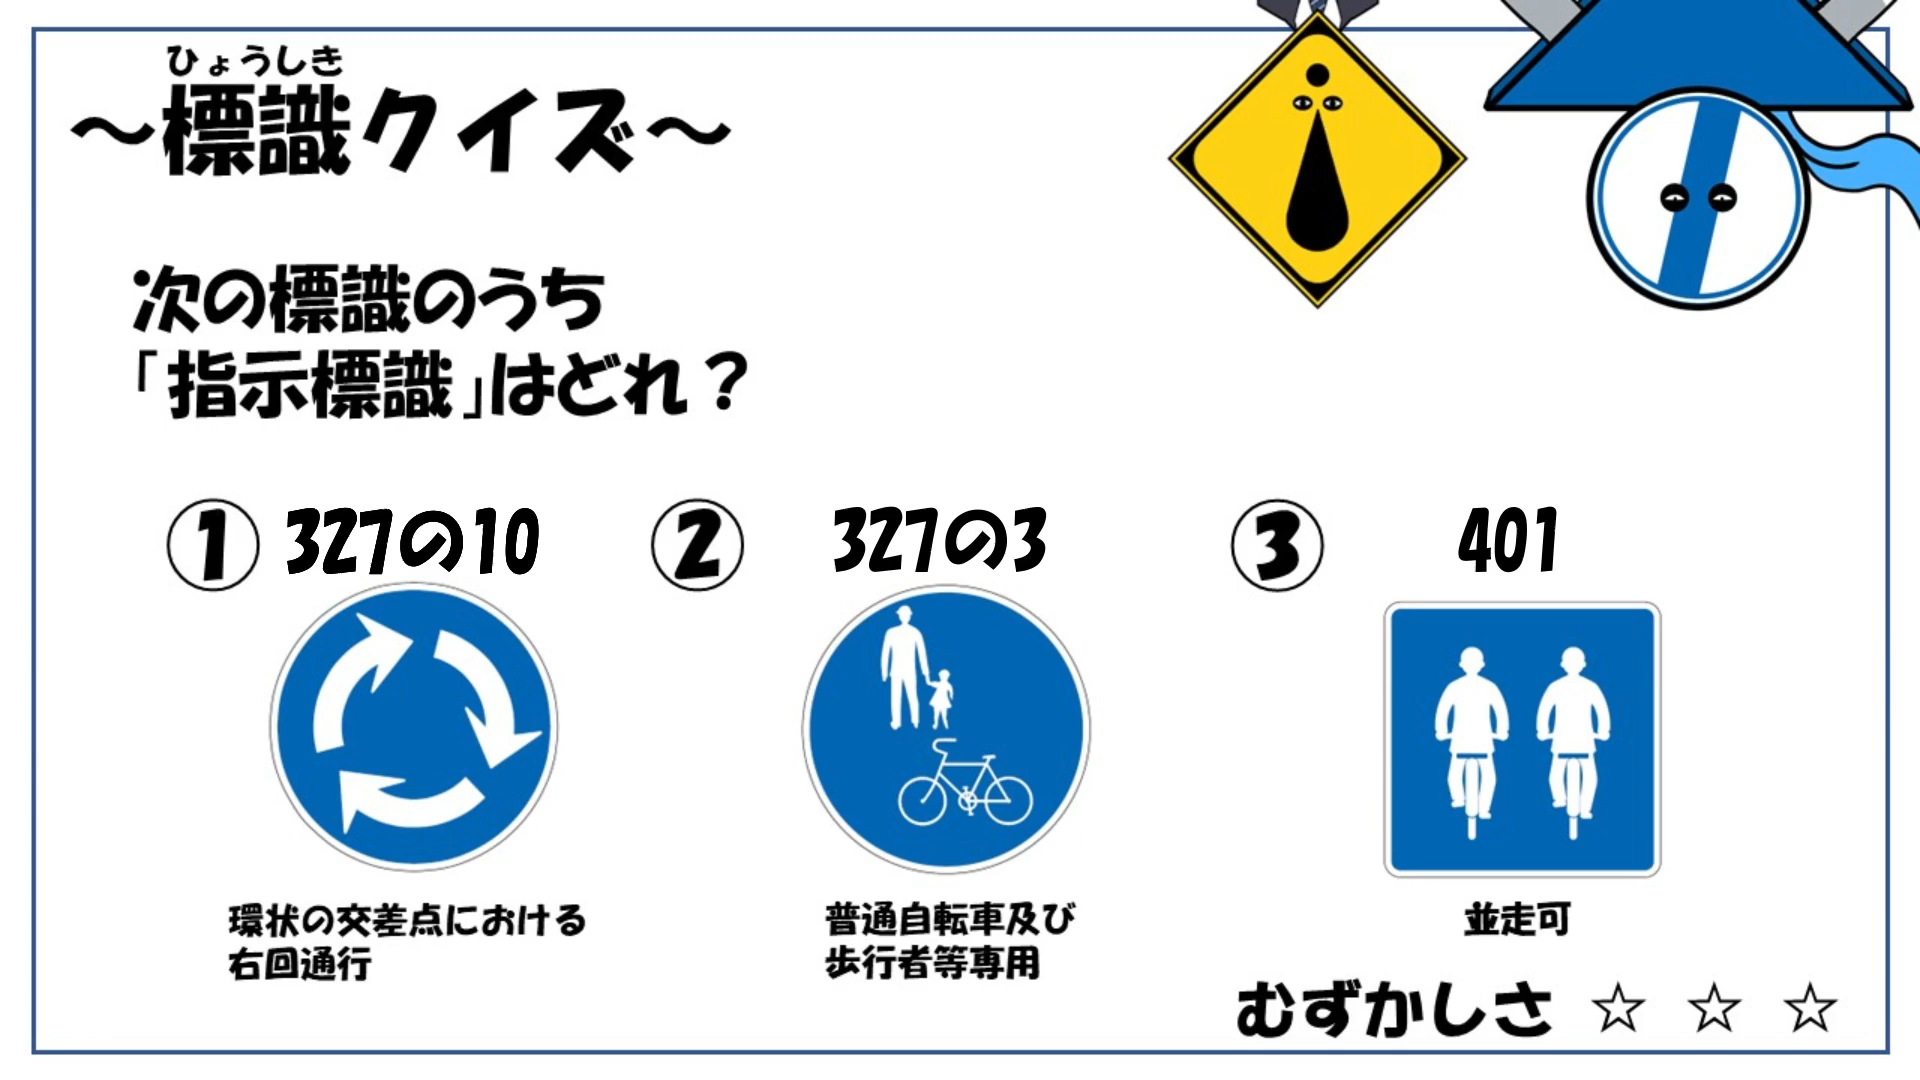 ひょうしき
～標識クイズ～
次の標識のうち
「指示標識」はどれ？
① 327の10
② 327の3
③ 401
環状の交差点における
右回通行
普通自転車及び
歩行者等専用
並走可
むずかしさ ☆ ☆ ☆